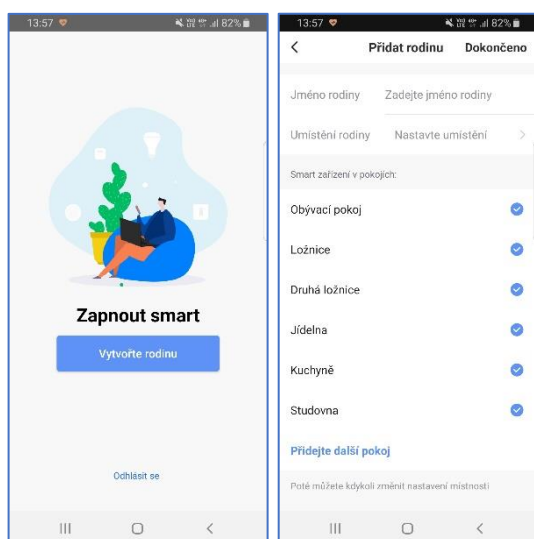 13:57
82%
Zapnout smart
Vytvořte rodinu
Odhlásit se
13:57
82%
Přidat rodinu Dokončeno
Jméno rodiny Zadejte jméno rodiny
Umístění rodiny Nastavte umístění
Smart zařízení v pokojích:
Obývací pokoj
Ložnice
Druhá ložnice
Jídelna
Kuchyně
Studovna
Přidejte další pokoj
Poté můžete kdykoli změnit nastavení místnosti